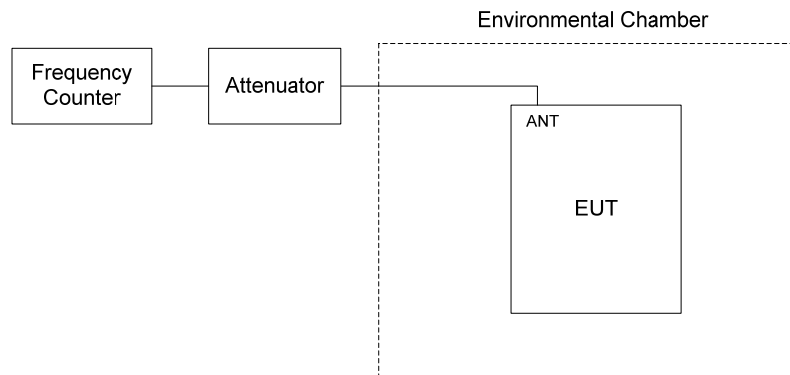 Environmental Chamber
Frequency
Counter
Attenuator
ANT
EUT